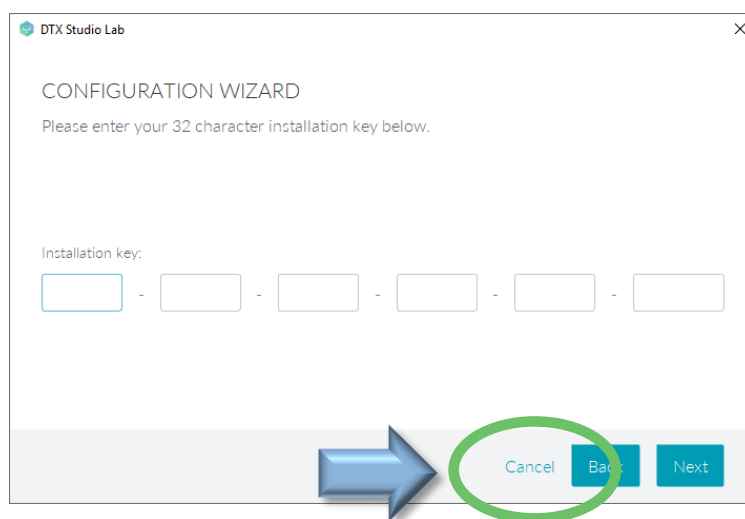 DTX Studio Lab
CONFIGURATION WIZARD
Please enter your 32 character installation key below.
Installation key:
- - - - -
Cancel Back Next